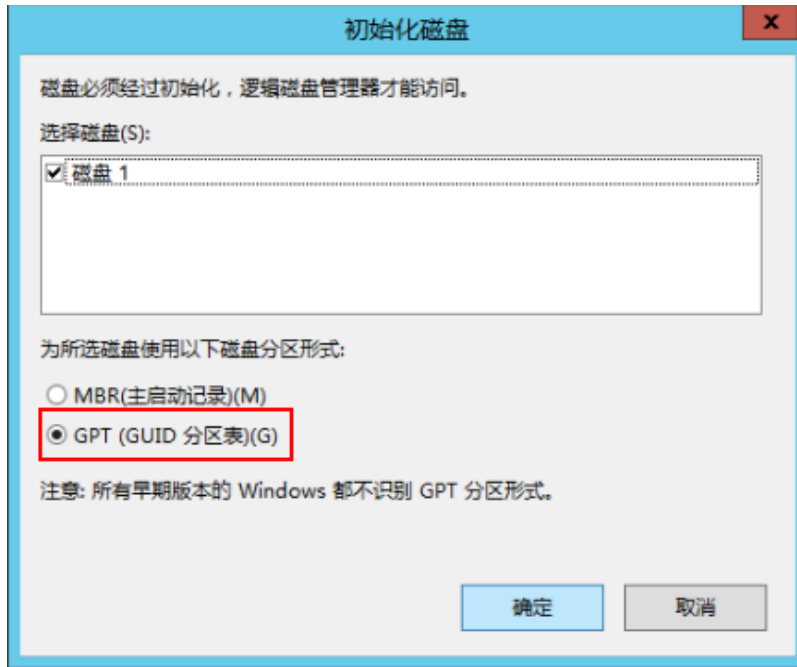 初始化磁盘
x
磁盘必须经过初始化，逻辑磁盘管理器才能访问。
选择磁盘(S):
磁盘 1
为所选磁盘使用以下磁盘分区形式:
MBR(主启动记录)(M)
GPT (GUID 分区表)(G)
注意: 所有早期版本的 Windows 都不识别 GPT 分区形式。
确定 取消